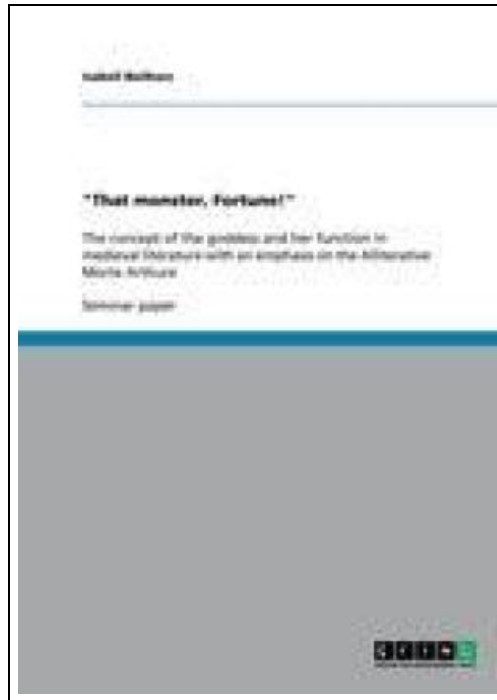 "That monster, Fortune!"
The concept of the goddess and her function in
medieval literature with an emphasis on the Alliterative
Morte Arthure
Seminar paper
GRIN